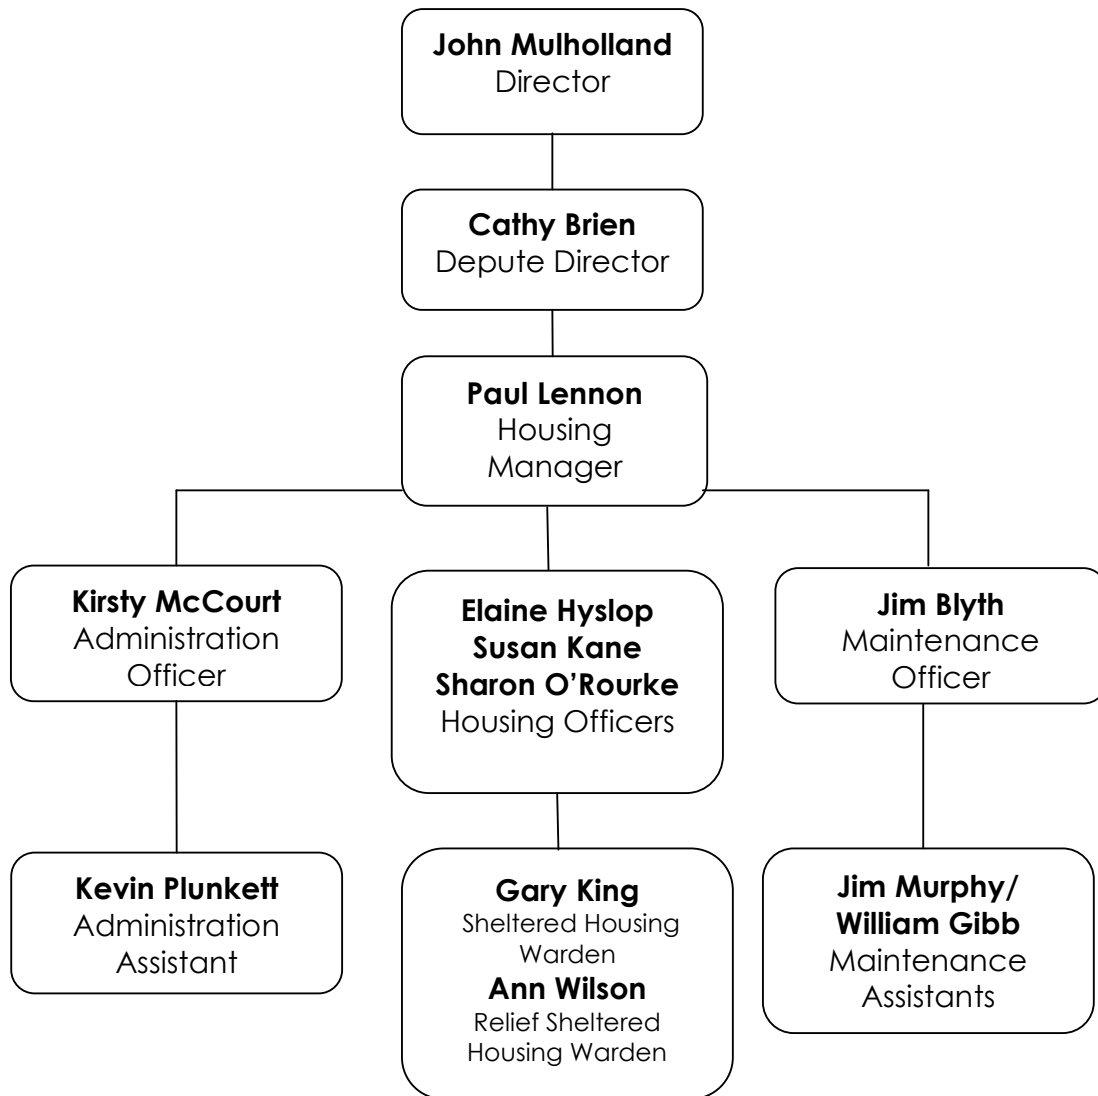 John Mulholland
Director
Cathy Brien
Depute Director
Paul Lennon
Housing
Manager
Kirsty McCourt
Administration
Officer
Elaine Hyslop
Susan Kane
Sharon O’Rourke
Housing Officers
Jim Blyth
Maintenance
Officer
Kevin Plunkett
Administration
Assistant
Gary King
Sheltered Housing
Warden
Ann Wilson
Relief Sheltered
Housing Warden
Jim Murphy/
William Gibb
Maintenance
Assistants